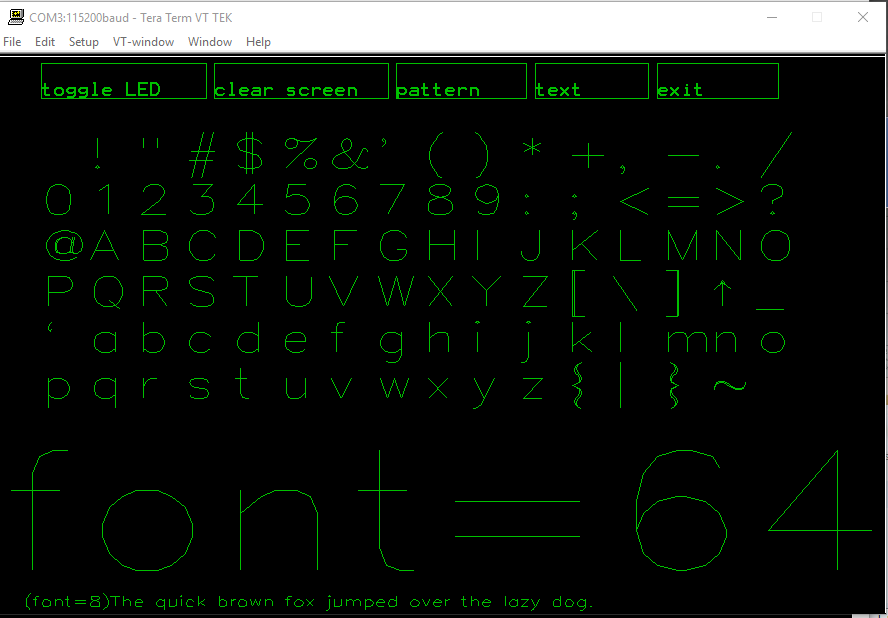 COM3:115200baud - Tera Term VT TEK
File Edit Setup VT-window Window Help
toggle LED clear screen pattern text exit
! " # $ % & ' ( ) * + , - . /
0 1 2 3 4 5 6 7 8 9 : ; < = > ?
@ A B C D E F G H I J K L M N O
P Q R S T U V W X Y Z [ \ ] ↑ _
‘ a b c d e f g h i j k l m n o
p q r s t u v w x y z { | { ~
font=64
(font=8)The quick brown fox jumped over the lazy dog.